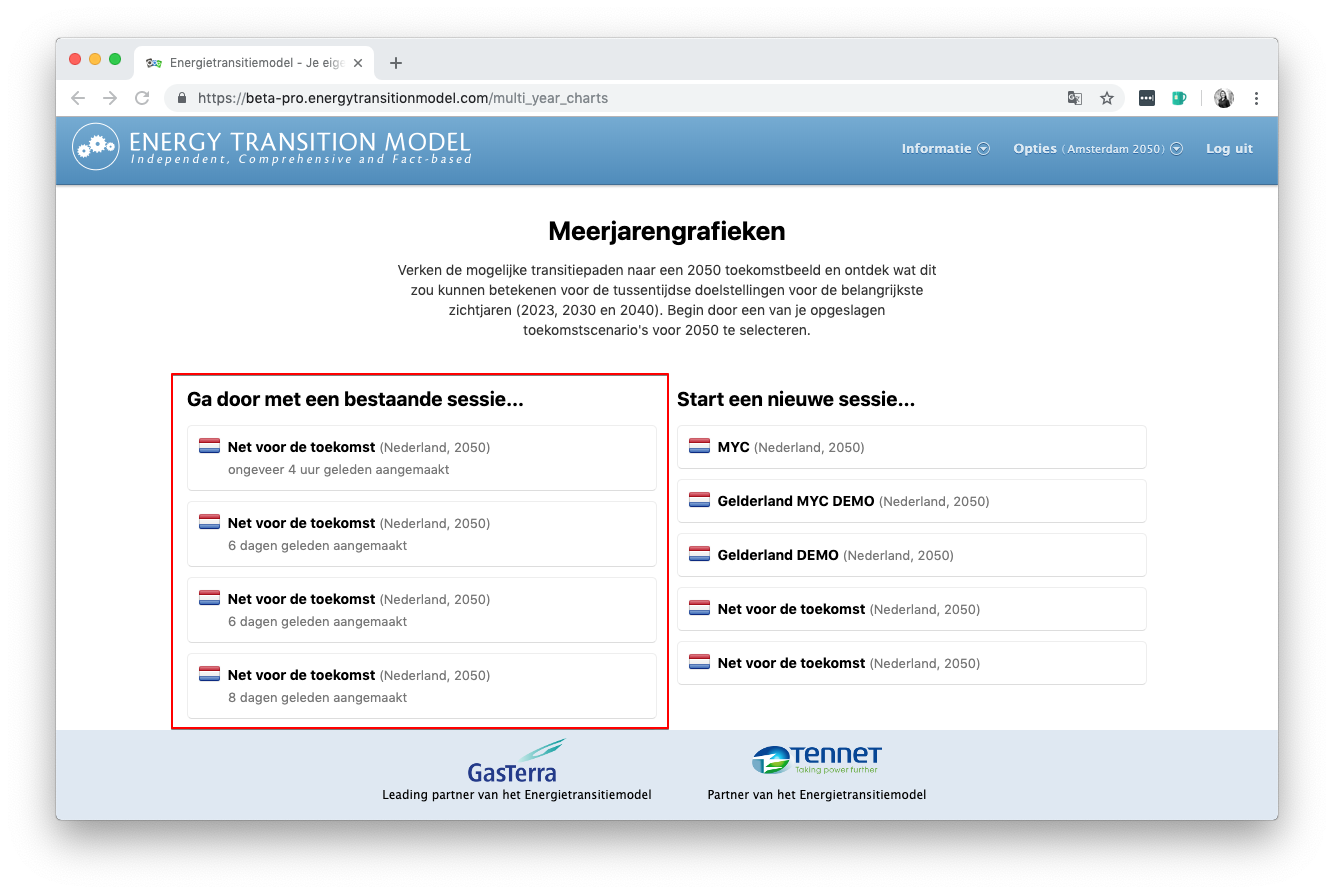 Energietransitiemodel - Je eige
https://beta-pro.energytransitionmodel.com/multi_year_charts
ENERGY TRANSITION MODEL
Independent, Comprehensive and Fact-based
Informatie
Opties (Amsterdam 2050)
Log uit
Meerjarengrafieken
Verken de mogelijke transitiepaden naar een 2050 toekomstbeeld en ontdek wat dit
zou kunnen betekenen voor de tussentijdse doelstellingen voor de belangrijkste
zichtjaren (2023, 2030 en 2040). Begin door een van je opgeslagen
toekomstscenario's voor 2050 te selecteren.
Ga door met een bestaande sessie...
Net voor de toekomst (Nederland, 2050)
ongeveer 4 uur geleden aangemaakt
Net voor de toekomst (Nederland, 2050)
6 dagen geleden aangemaakt
Net voor de toekomst (Nederland, 2050)
6 dagen geleden aangemaakt
Net voor de toekomst (Nederland, 2050)
8 dagen geleden aangemaakt
Start een nieuwe sessie...
MYC (Nederland, 2050)
Gelderland MYC DEMO (Nederland, 2050)
Gelderland DEMO (Nederland, 2050)
Net voor de toekomst (Nederland, 2050)
Net voor de toekomst (Nederland, 2050)
GasTerra
Leading partner van het Energietransitiemodel
TenneT
Taking power further
Partner van het Energietransitiemodel